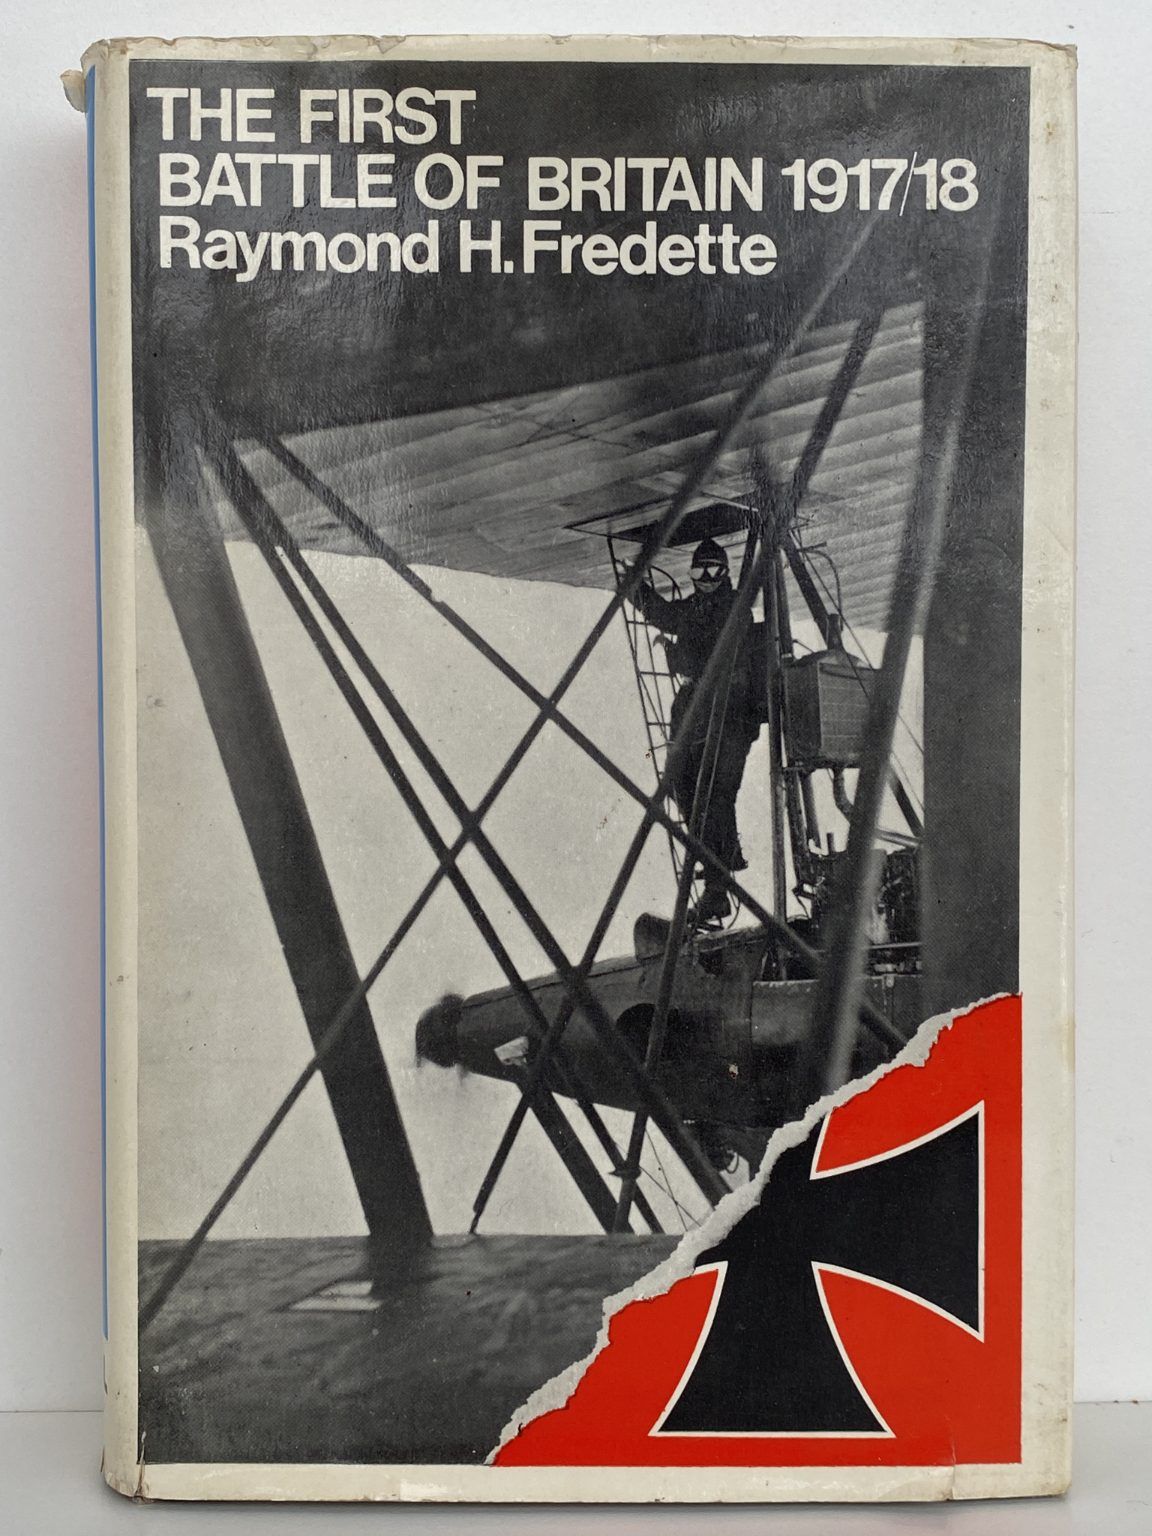 THE FIRST
BATTLE OF BRITAIN 1917/18
Raymond H. Fredette